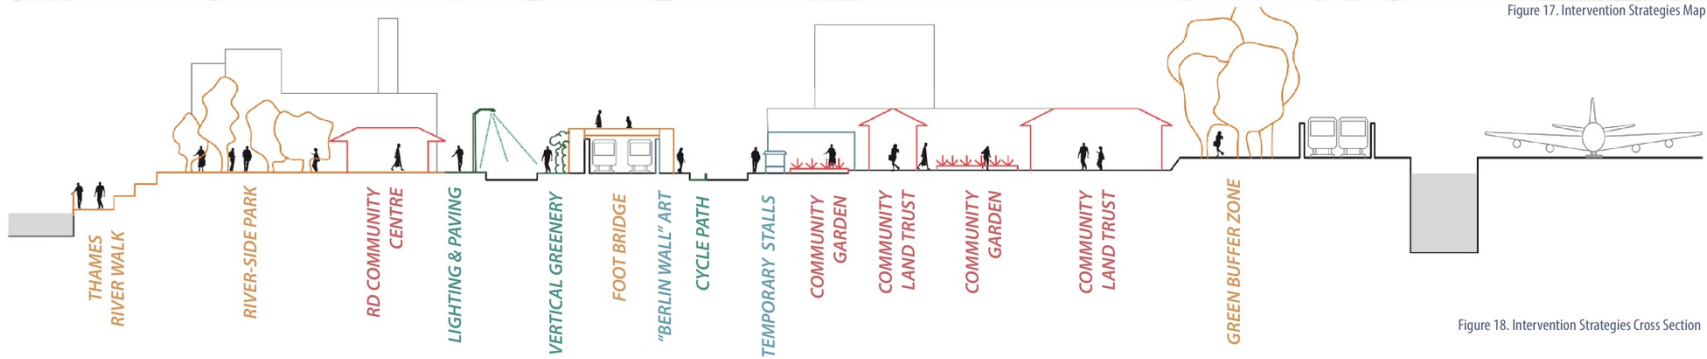 Figure 17. Intervention Strategies Map
THAMES
RIVER WALK
RIVER-SIDE PARK
RD COMMUNITY
CENTRE
LIGHTING & PAVING
VERTICAL GREENERY
FOOT BRIDGE
"BERLIN WALL" ART
CYCLE PATH
TEMPORARY STALLS
COMMUNITY
GARDEN
COMMUNITY
LAND TRUST
COMMUNITY
GARDEN
COMMUNITY
LAND TRUST
GREEN BUFFER ZONE
Figure 18. Intervention Strategies Cross Section